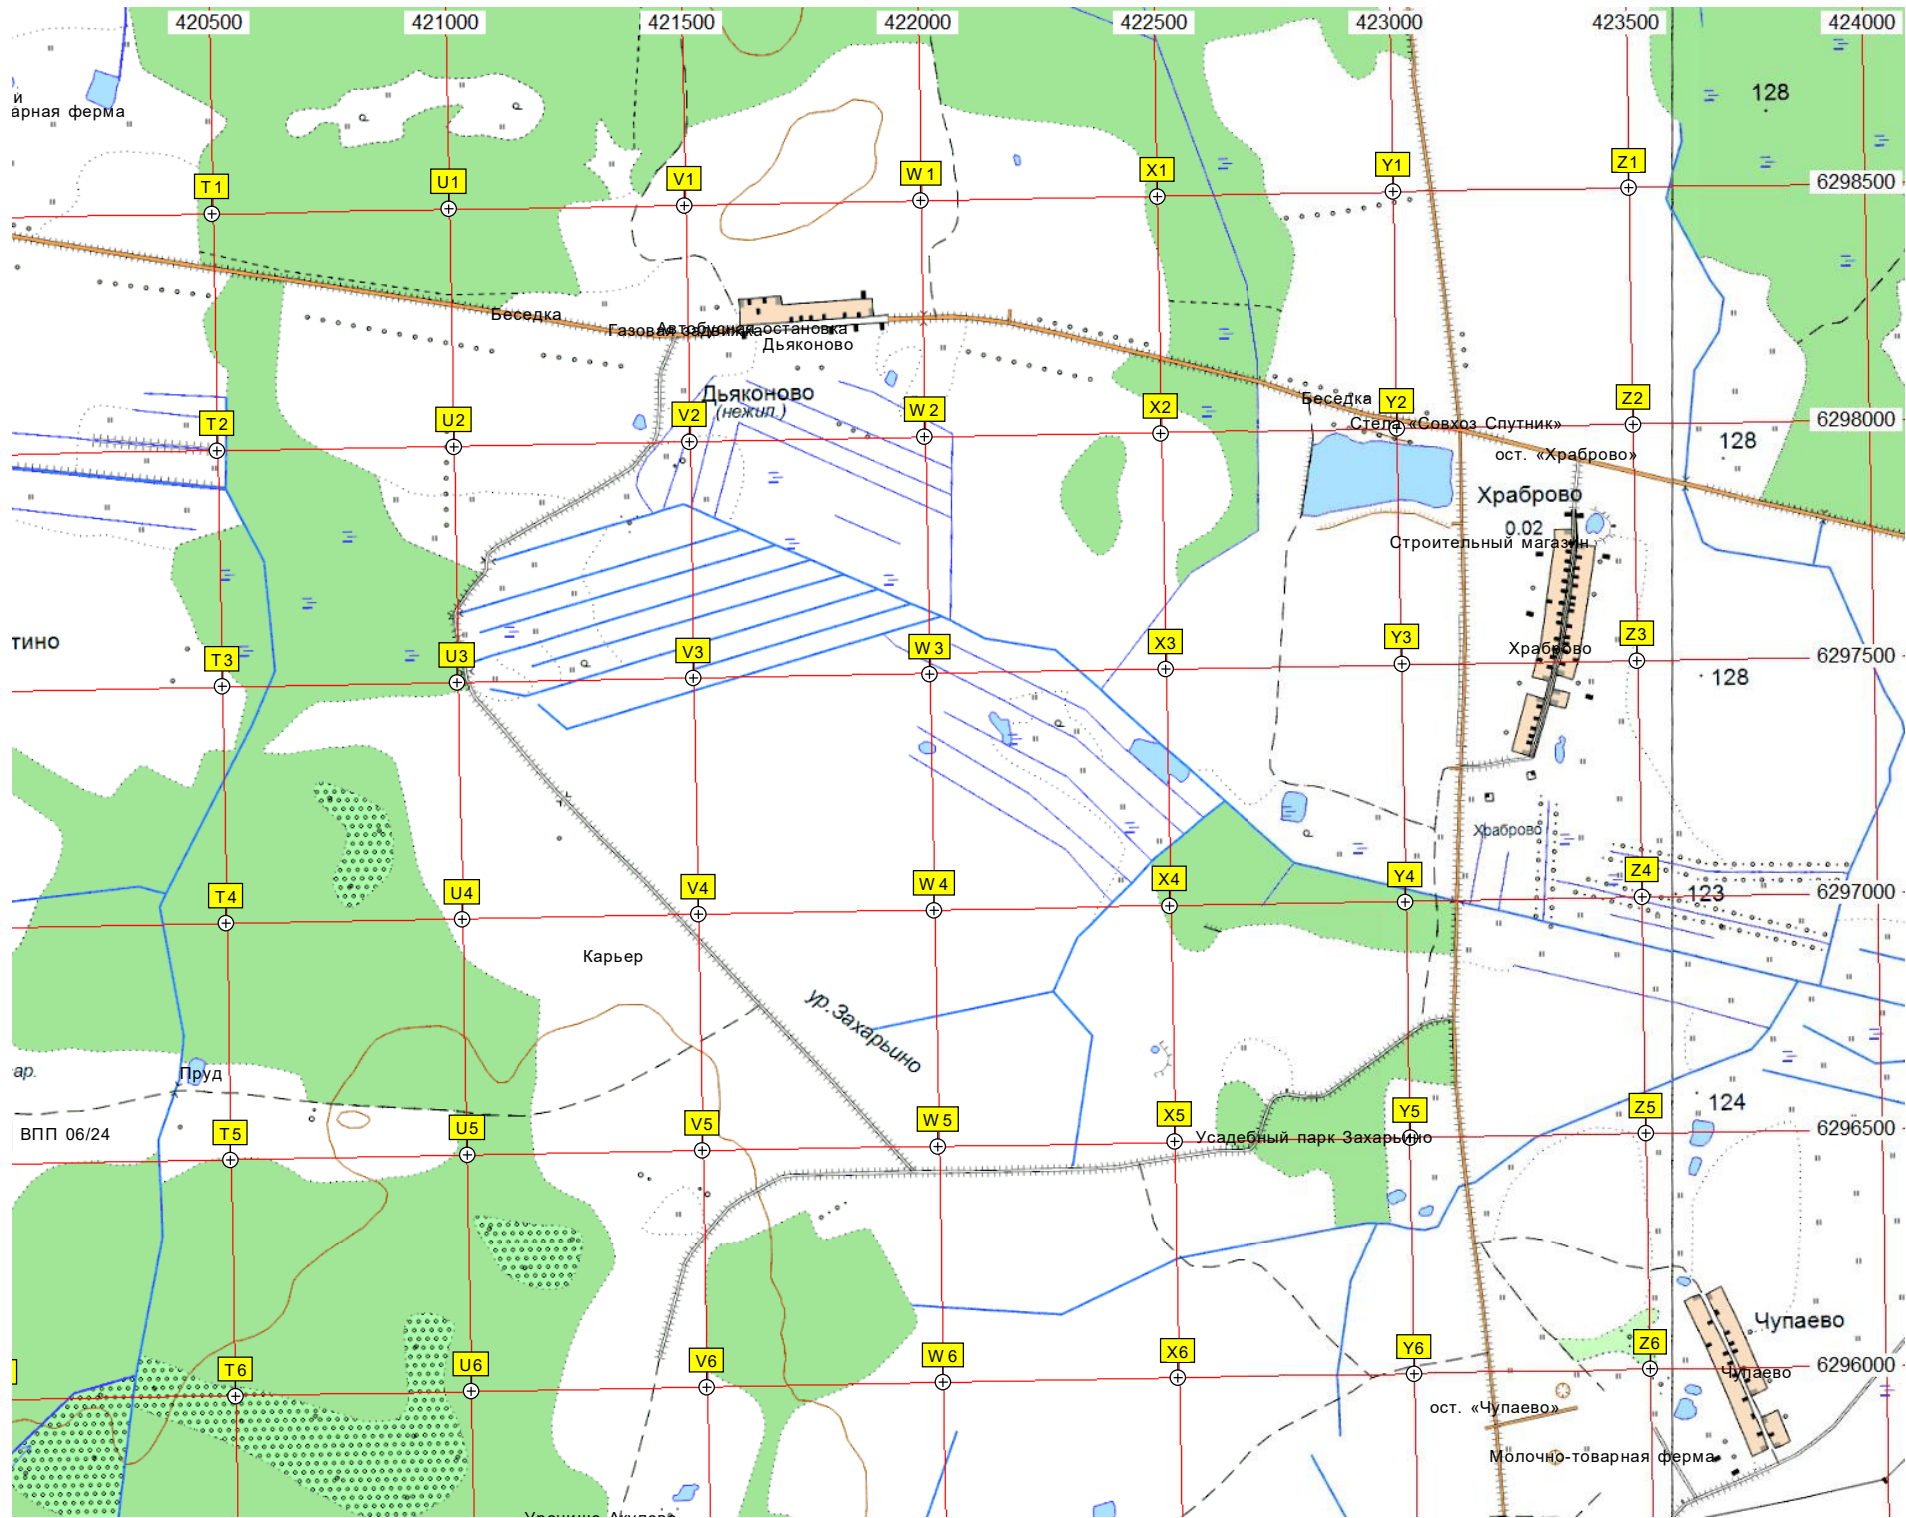 420500 421000 421500 422000 422500 423000 423500 424000
й
арная ферма
128
T1 U1 V1 W1 X1 Y1 Z1
6298500
Беседка
Газовая задвижка
Автобусная остановка
Дьяконово
Дьяконово
(нежил.)
Беседка
Стела «Совхоз Спутник»
T2 U2 V2 W2 X2 Y2 Z2
6298000
128
ост. «Храброво»
Храброво
0.02
Строительный магазин
тино
Храброво
T3 U3 V3 W3 X3 Y3 Z3
6297500
128
Храброво
T4 U4 V4 W4 X4 Y4 Z4
6297000
123
Карьер
ур. Захарьино
ар.
Пруд
124
ВПП 06/24
T5 U5 V5 W5 X5 Y5 Z5
6296500
Усадебный парк Захарьино
Чупаево
T6 U6 V6 W6 X6 Y6 Z6
6296000
Чупаево
ост. «Чупаево»
Молочно-товарная ферма